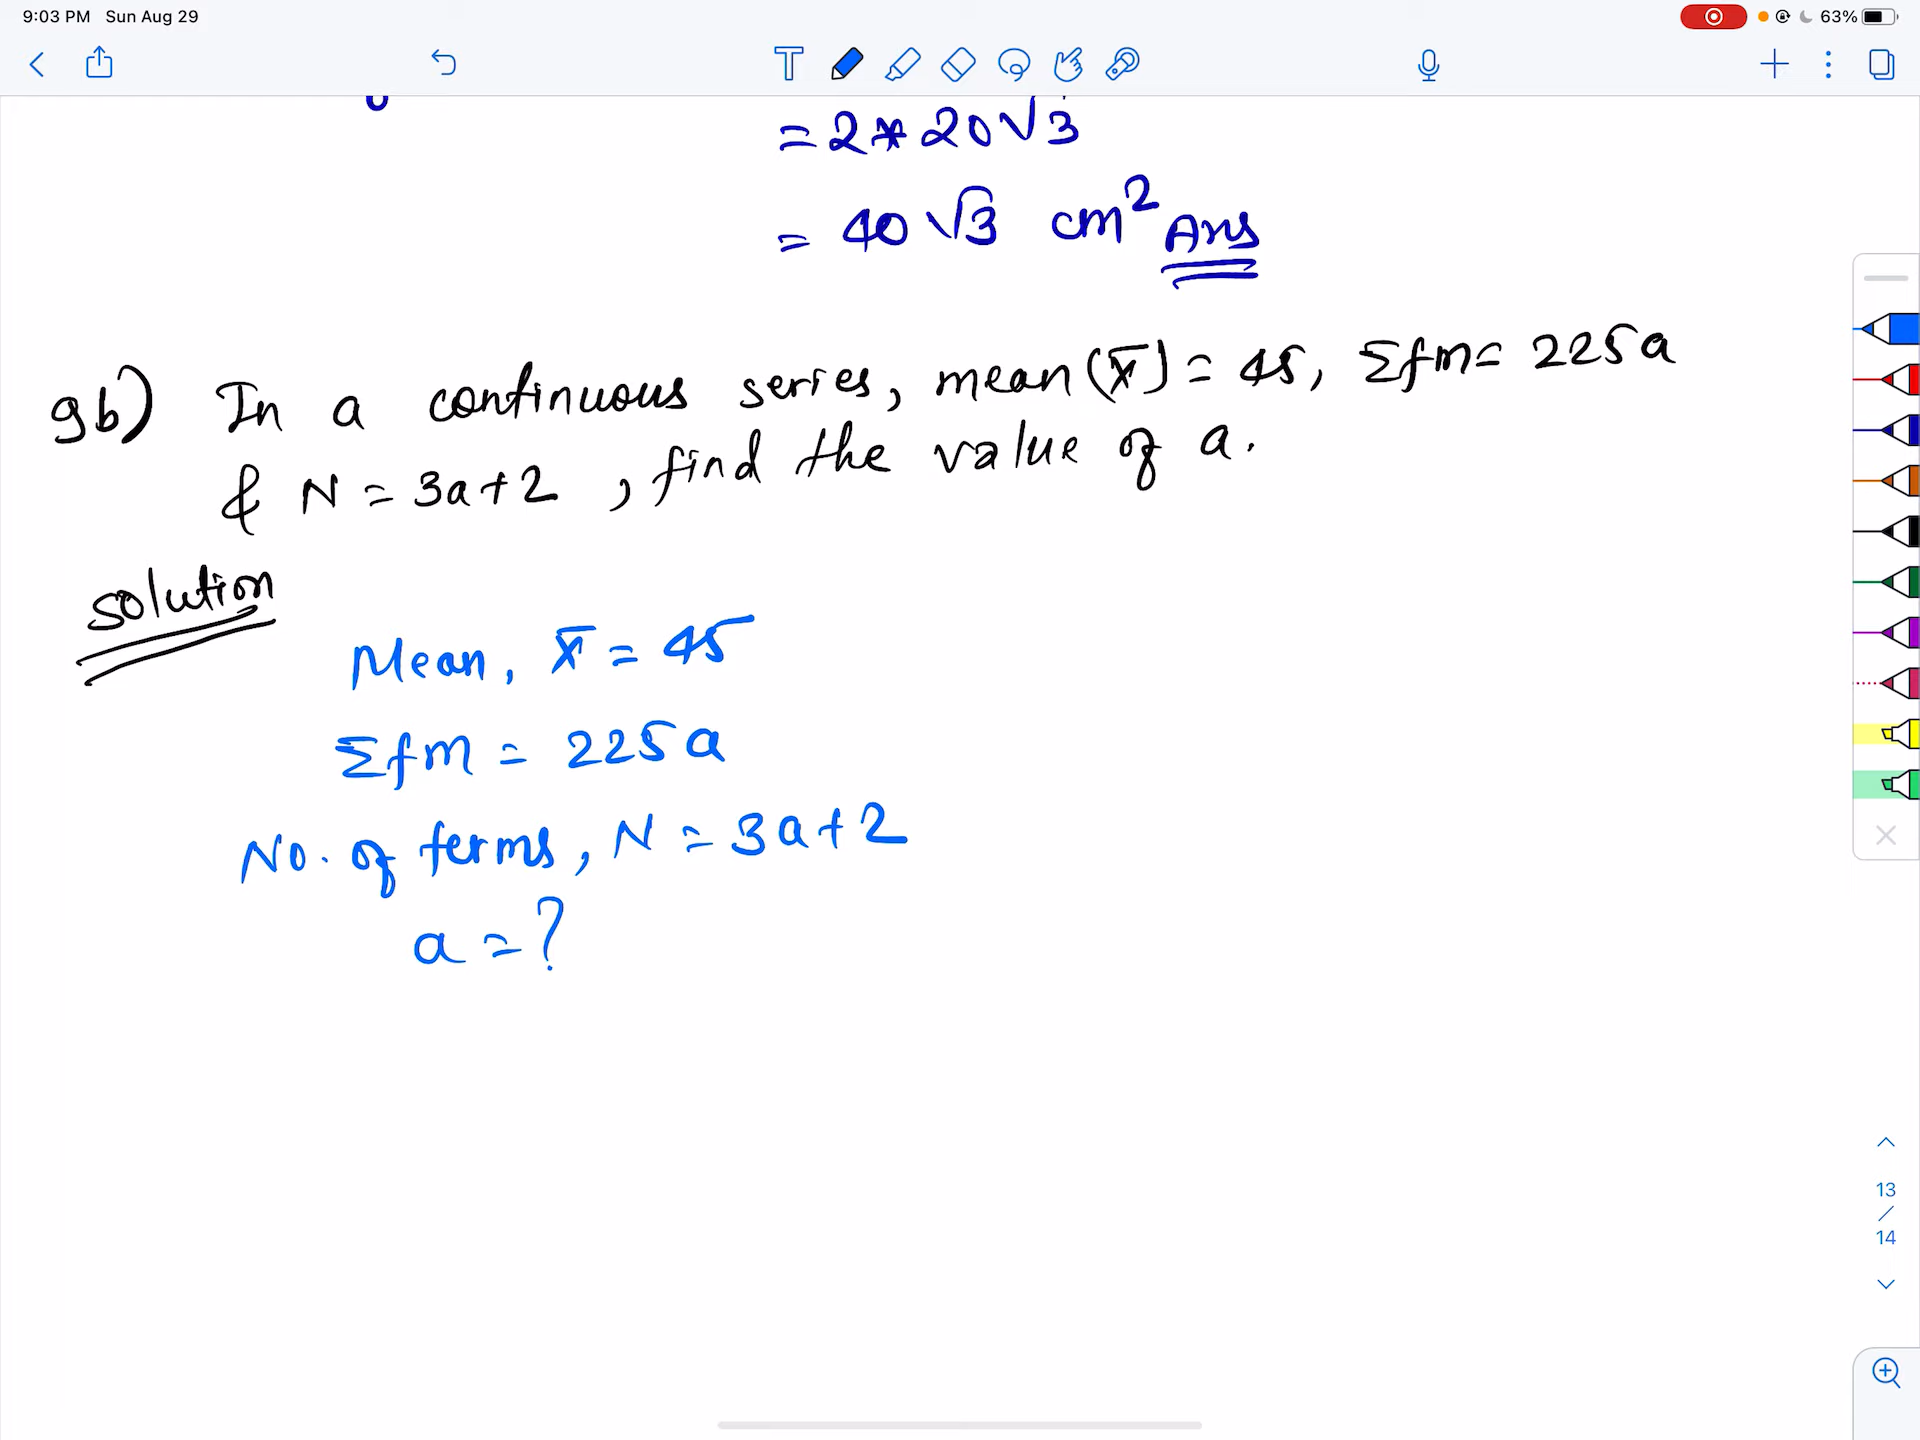 9:03 PM Sun Aug 29
63%
= 2 * 20√3
= 40√3 cm² Ans
9b) In a continuous series, mean (x̄) = 45, Σfm = 225a
& N = 3a+2, find the value of a.
solution
Mean, x̄ = 45
Σfm = 225a
No. of terms, N = 3a+2
a = ?
13
/
14